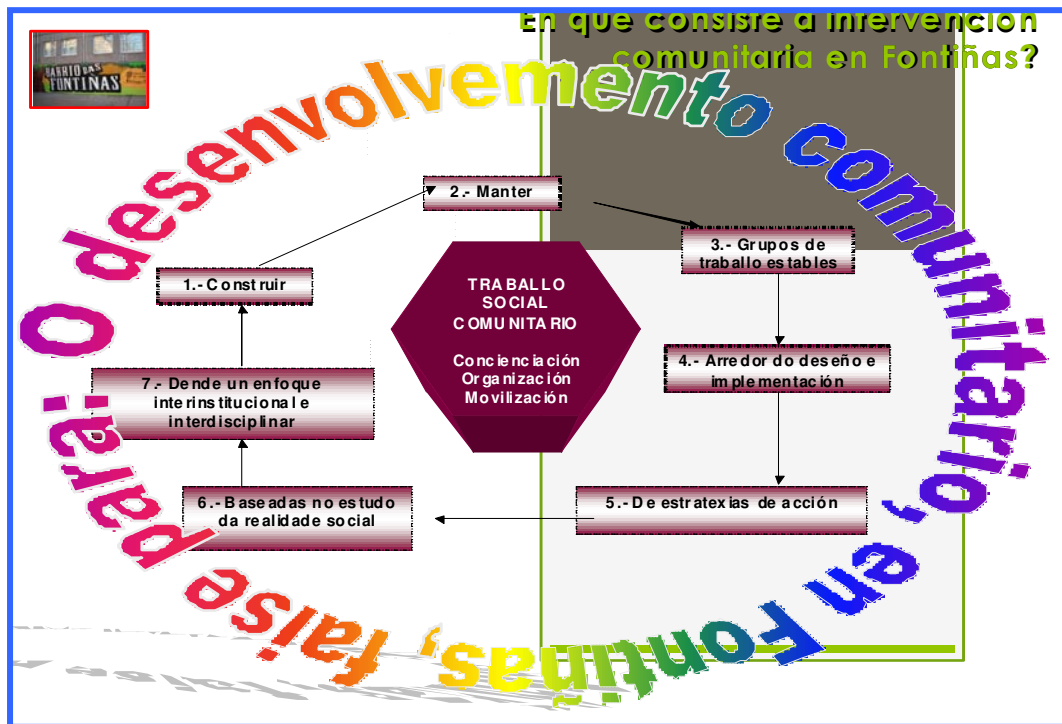 En que consiste a intervención
comunitaria en Fontiñas?
BARRIO DAS
FONTIÑAS
O desenvolvemento comunitario, en Fontiñas, faise para:
2.- Manter
3.- Grupos de
traballo estables
1.- Construir
TRABALLO
SOCIAL
COMUNITARIO
Concienciación
Organización
Movilización
4.- Arredor do deseño e
implementación
7.- Dende un enfoque
interinstitucional e
interdisciplinar
6.- Baseadas no estudo
da realidade social
5.- De estratexias de acción